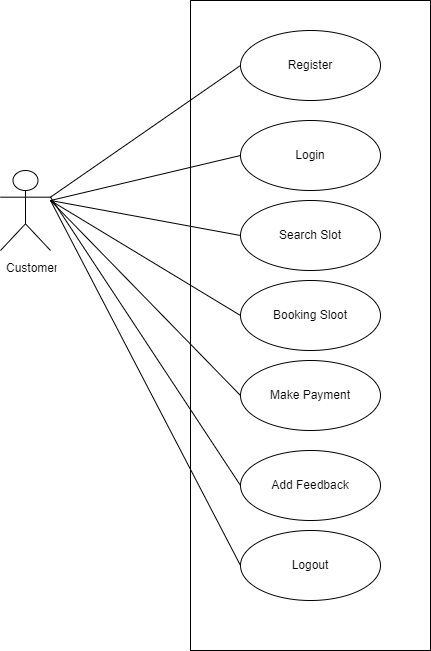 Register
Login
Search Slot
Customer
Booking Sloot
Make Payment
Add Feedback
Logout